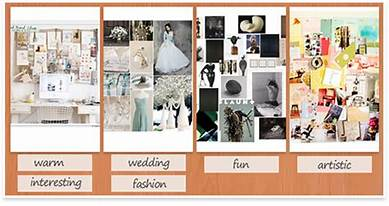 warm
interesting
wedding
fashion
fun
artistic